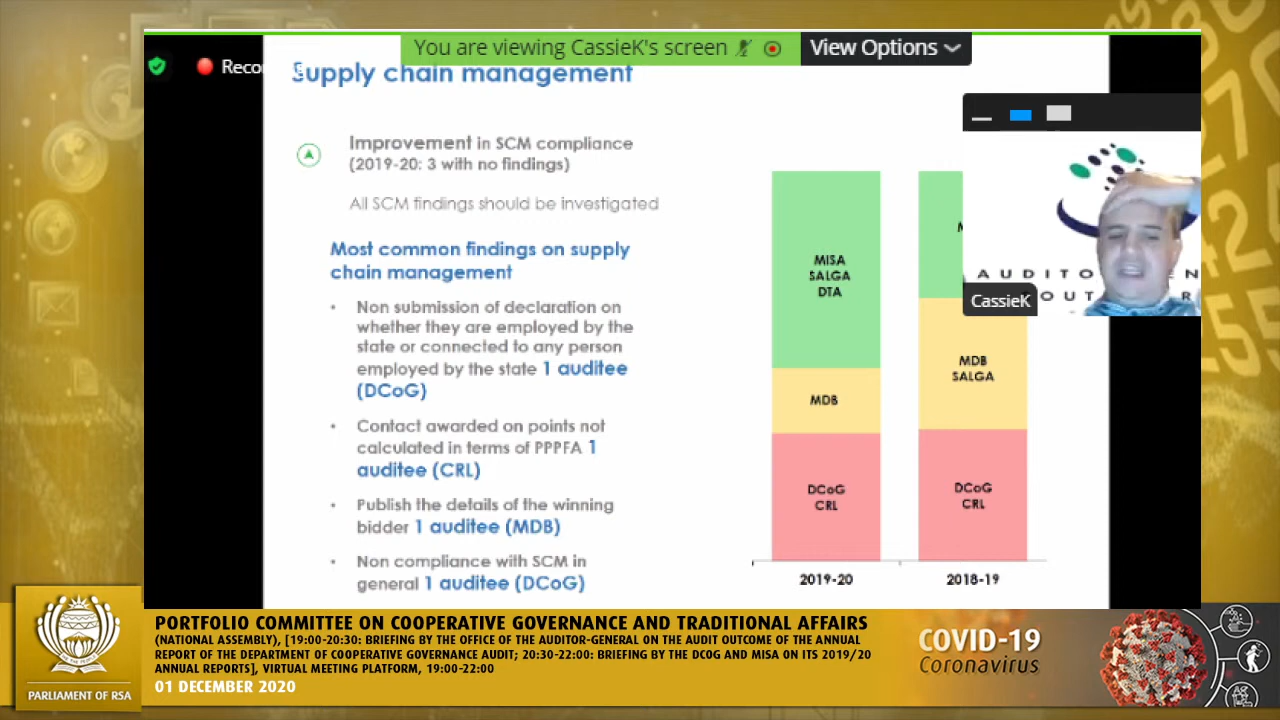 You are viewing CassieK's screen
View Options
Supply chain management
Improvement in SCM compliance
(2019-20: 3 with no findings)
All SCM findings should be investigated
Most common findings on supply
chain management
• Non submission of declaration on
whether they are employed by the
state or connected to any person
employed by the state 1 auditee
(DCoG)
• Contact awarded on points not
calculated in terms of PPPFA 1
auditee (CRL)
• Publish the details of the winning
bidder 1 auditee (MDB)
• Non compliance with SCM in
general 1 auditee (DCoG)
MISA
SALGA
DTA
MDB
DCoG
CRL
2019-20
MDB
SALGA
DCoG
CRL
2018-19
CassieK
PARLIAMENT OF RSA
PORTFOLIO COMMITTEE ON COOPERATIVE GOVERNANCE AND TRADITIONAL AFFAIRS
(NATIONAL ASSEMBLY), [19:00-20:30: BRIEFING BY THE OFFICE OF THE AUDITOR-GENERAL ON THE AUDIT OUTCOME OF THE ANNUAL
REPORT OF THE DEPARTMENT OF COOPERATIVE GOVERNANCE AUDIT; 20:30-22:00: BRIEFING BY THE DCOG AND MISA ON ITS 2019/20
ANNUAL REPORTS], VIRTUAL MEETING PLATFORM, 19:00-22:00
01 DECEMBER 2020
COVID-19
Coronavirus